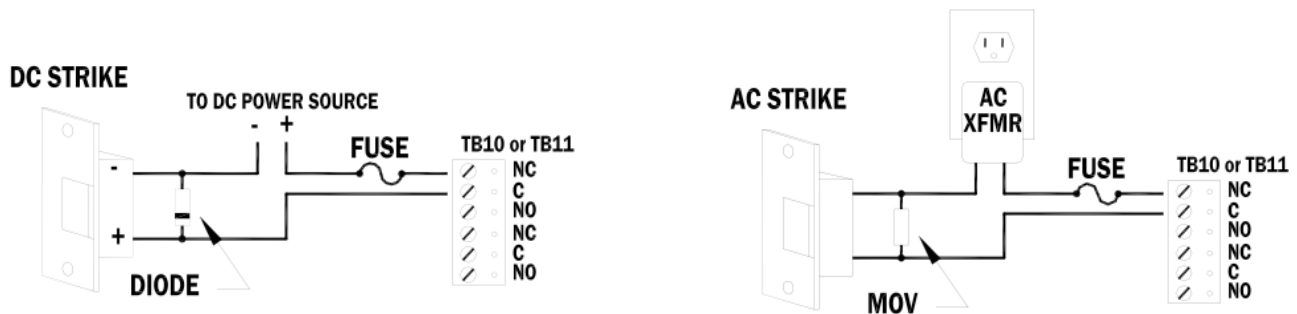 DC STRIKE
TO DC POWER SOURCE
- +
FUSE
TB10 or TB11
- -
+
NC
C
NO
NC
C
NO
DIODE
AC STRIKE
AC
XFMR
FUSE
TB10 or TB11
NC
C
NO
NC
C
NO
MOV